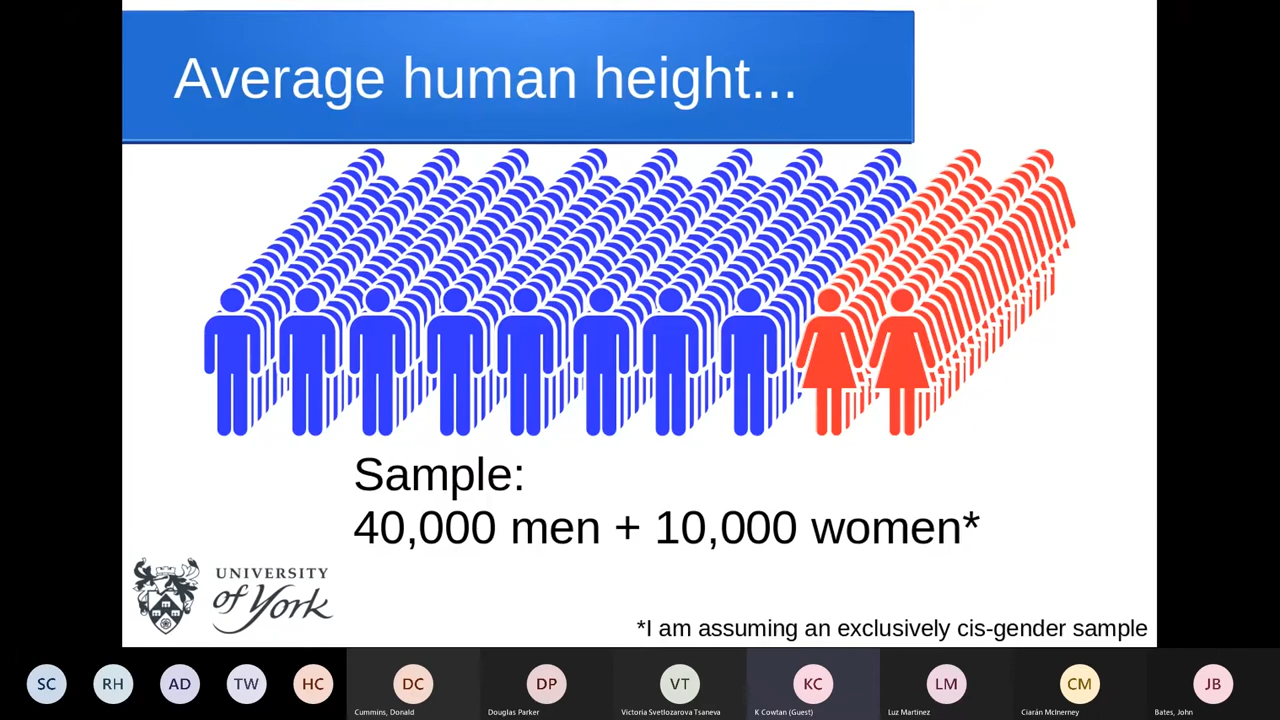 Average human height...
Sample:
40,000 men + 10,000 women*
UNIVERSITY
of York
*I am assuming an exclusively cis-gender sample
SC RH AD TW HC DC DP VT KC LM CM JB
Cummins, Donald Douglas Parker Victoria Svetlozarova Tsaneva K Cowtan (Guest) Luz Martinez Ciarán McInerney Bates, John